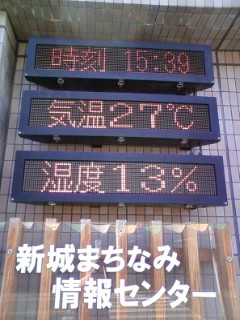 時刻 15:39
気温27℃
湿度13%
新城まちなみ
情報センター